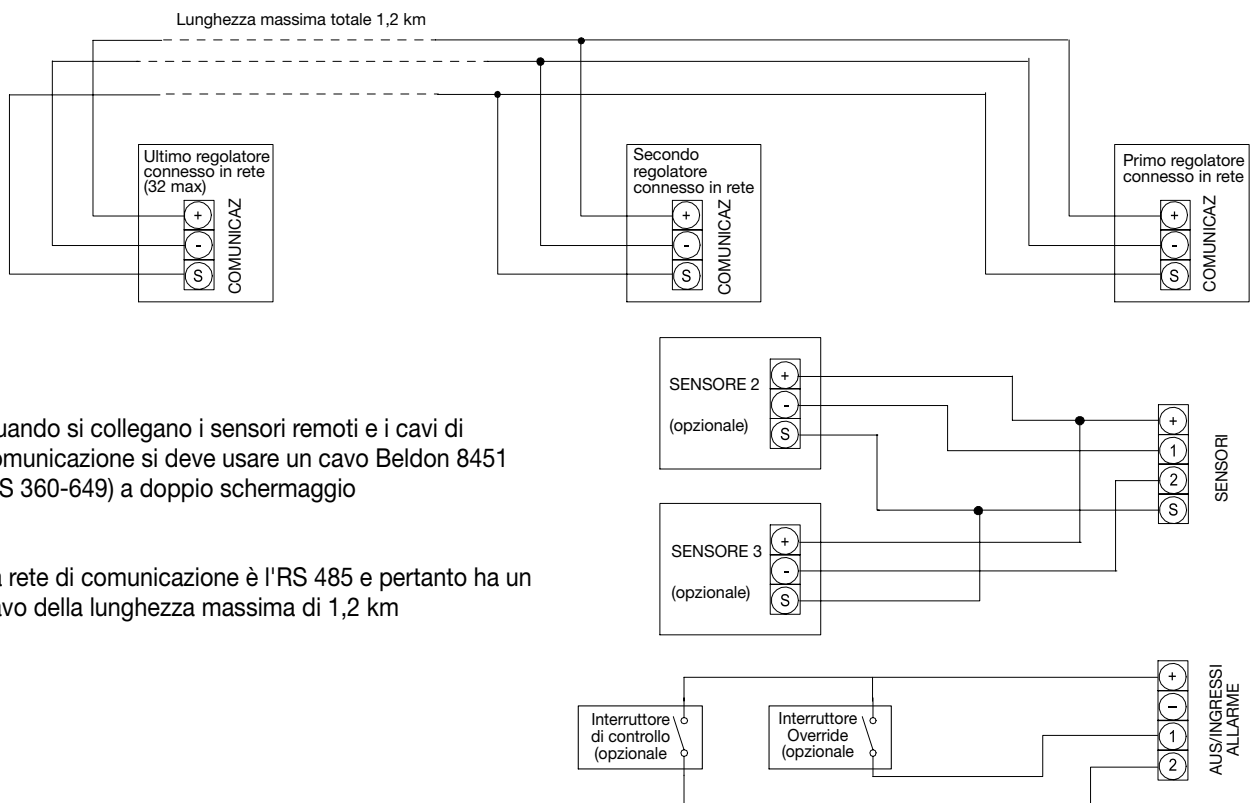 Lunghezza massima totale 1,2 km
Ultimo regolatore
connesso in rete
(32 max)
+
-
S
COMUNICAZ
Secondo
regolatore
connesso in rete
+
-
S
COMUNICAZ
Primo regolatore
connesso in rete
+
-
S
COMUNICAZ
uando si collegano i sensori remoti e i cavi di
omunicazione si deve usare un cavo Beldon 8451
S 360-649) a doppio schermaggio
a rete di comunicazione è l'RS 485 e pertanto ha un
avo della lunghezza massima di 1,2 km
SENSORE 2
(opzionale)
+
-
S
SENSORE 3
(opzionale)
+
-
S
+
1
2
S
SENSORI
Interruttore
di controllo
(opzionale
Interruttore
Override
(opzionale
+
–
1
2
AUS/INGRESSI
ALLARME